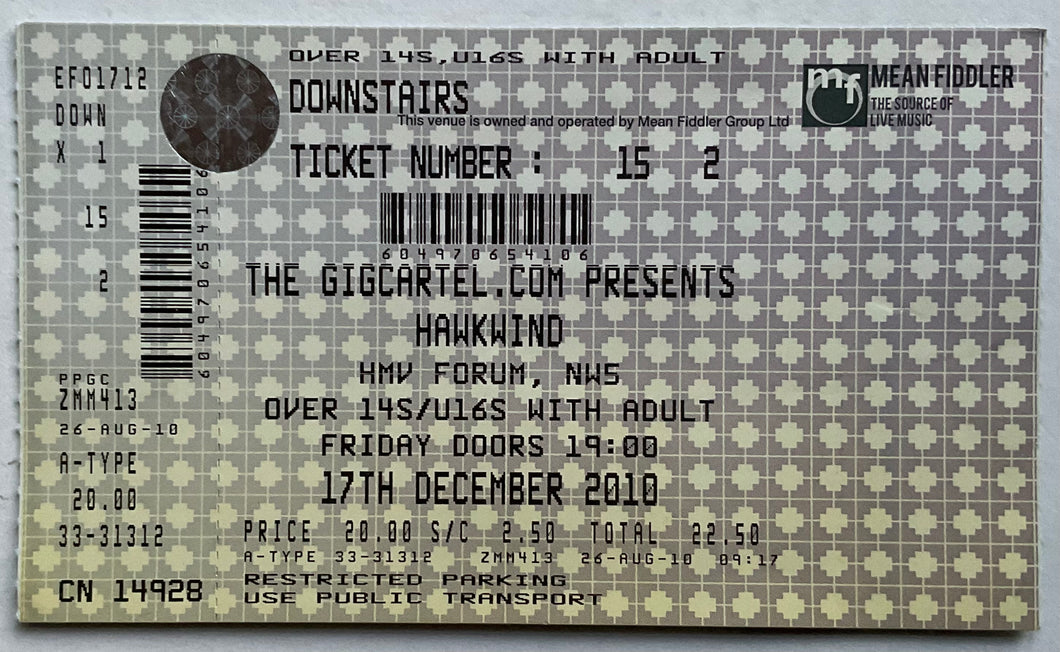 EF01712
DOWN
X 1
15
2
6049706541​06
PPGC
ZMM413
26-AUG-10
A-TYPE
20.00
33-31312
CN 14928
OVER 14S,U16S WITH ADULT
DOWNSTAIRS
This venue is owned and operated by Mean Fiddler Group Ltd
mf MEAN FIDDLER
THE SOURCE OF
LIVE MUSIC
TICKET NUMBER : 15 2
604970654106
THE GIGCARTEL.COM PRESENTS
HAWKWIND
HMV FORUM, NW5
OVER 14S/U16S WITH ADULT
FRIDAY DOORS 19:00
17TH DECEMBER 2010
PRICE 20.00 S/C 2.50 TOTAL 22.50
A-TYPE 33-31312 ZMM413 26-AUG-10 09:17
RESTRICTED PARKING
USE PUBLIC TRANSPORT